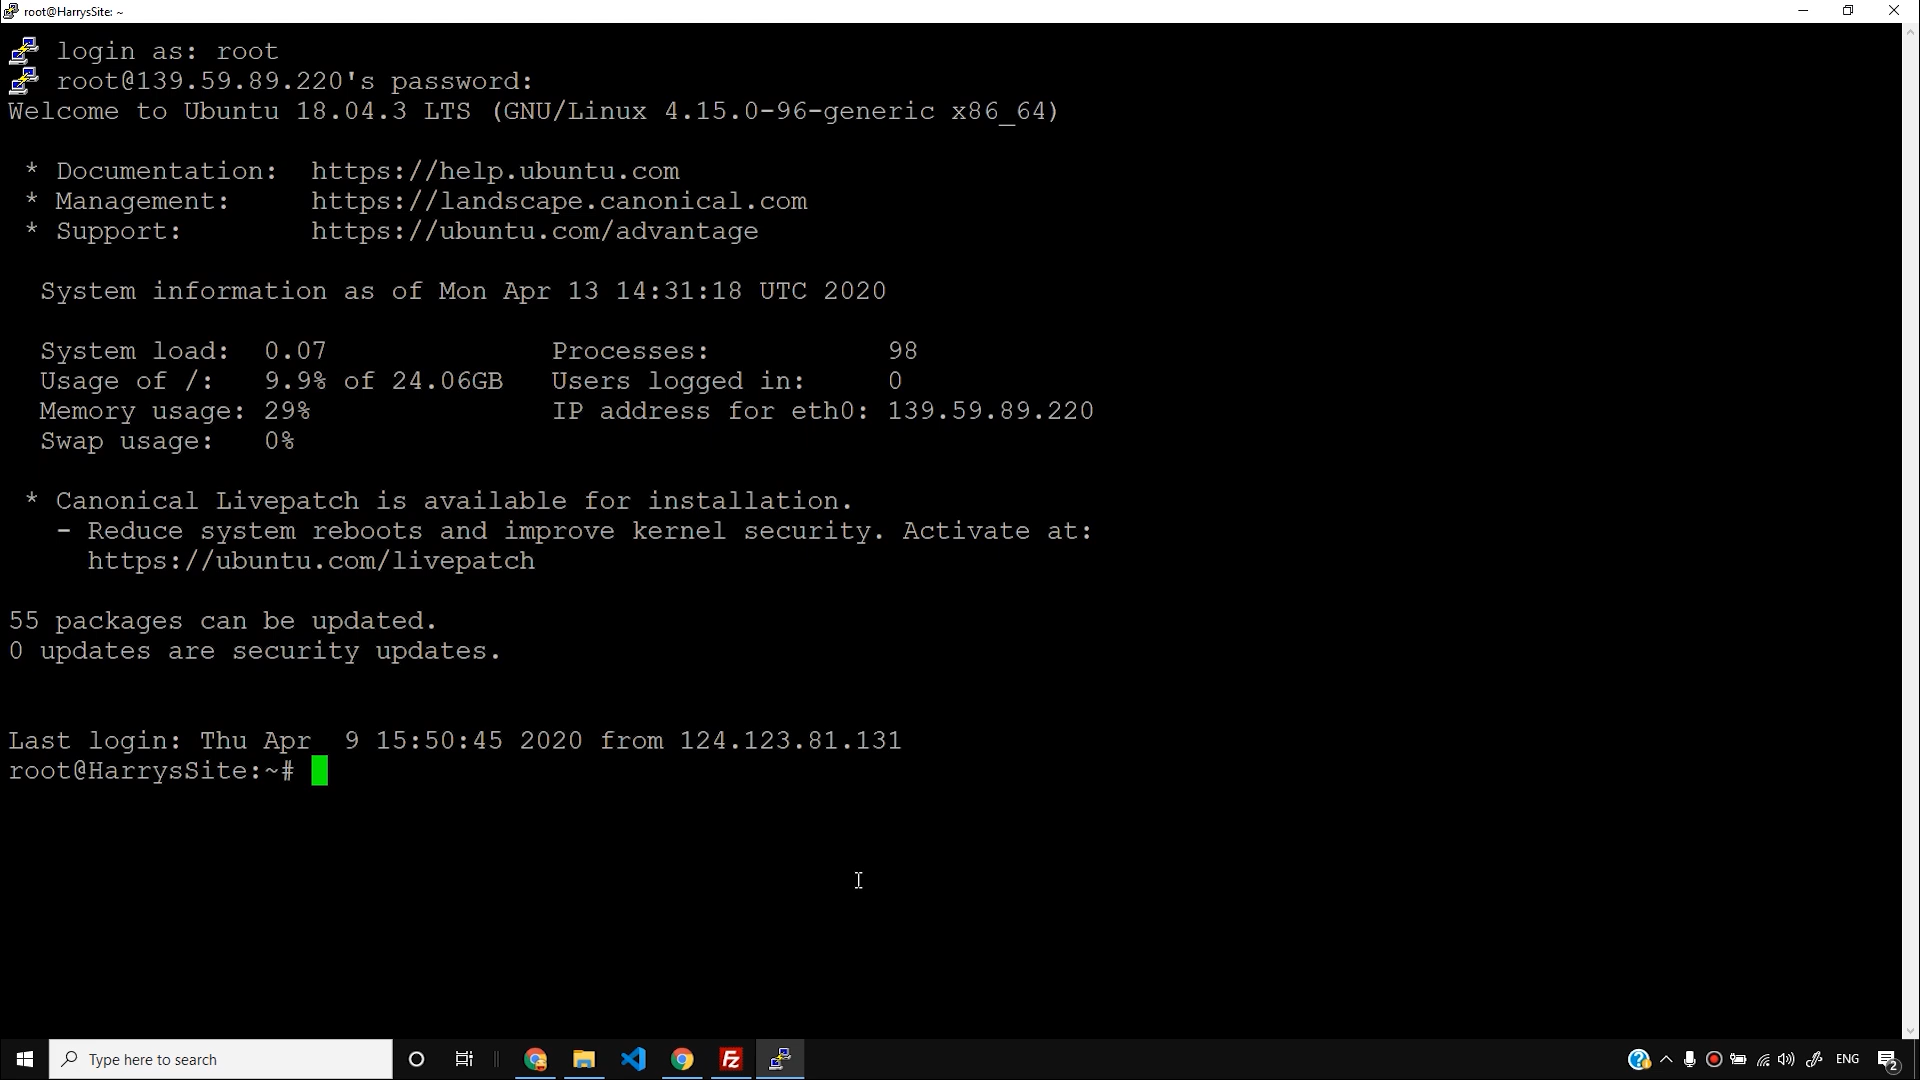 root@HarrysSite: ~
login as: root
root@139.59.89.220's password:
Welcome to Ubuntu 18.04.3 LTS (GNU/Linux 4.15.0-96-generic x86_64)
* Documentation: https://help.ubuntu.com
* Management: https://landscape.canonical.com
* Support: https://ubuntu.com/advantage
System information as of Mon Apr 13 14:31:18 UTC 2020
System load: 0.07 Processes: 98
Usage of /: 9.9% of 24.06GB Users logged in: 0
Memory usage: 29% IP address for eth0: 139.59.89.220
Swap usage: 0%
* Canonical Livepatch is available for installation.
- Reduce system reboots and improve kernel security. Activate at:
https://ubuntu.com/livepatch
55 packages can be updated.
0 updates are security updates.
Last login: Thu Apr 9 15:50:45 2020 from 124.123.81.131
root@HarrysSite:~#
Type here to search
ENG
2